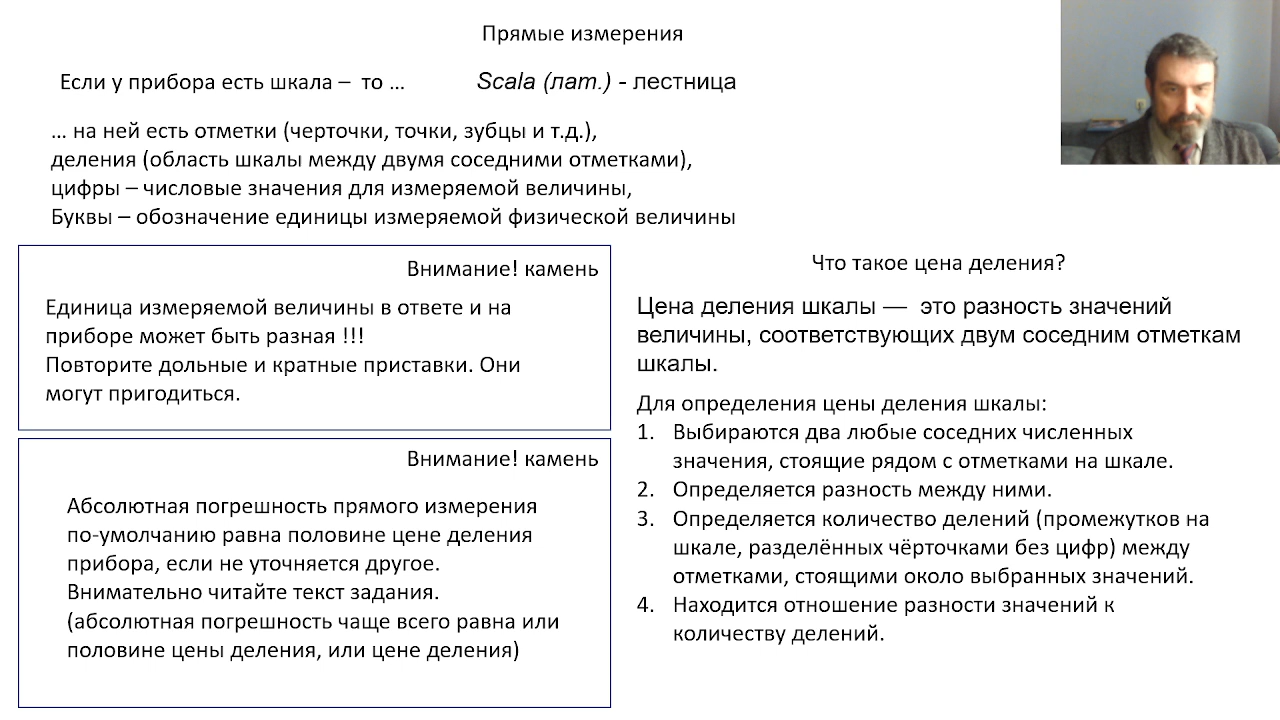 Прямые измерения
Если у прибора есть шкала – то ...
Scala (лат.) - лестница
... на ней есть отметки (черточки, точки, зубцы и т.д.),
деления (область шкалы между двумя соседними отметками),
цифры – числовые значения для измеряемой величины,
Буквы – обозначение единицы измеряемой физической величины
Внимание! камень
Единица измеряемой величины в ответе и на
приборе может быть разная !!!
Повторите дольные и кратные приставки. Они
могут пригодиться.
Внимание! камень
Абсолютная погрешность прямого измерения
по-умолчанию равна половине цене деления
прибора, если не уточняется другое.
Внимательно читайте текст задания.
(абсолютная погрешность чаще всего равна или
половине цены деления, или цене деления)
Что такое цена деления?
Цена деления шкалы — это разность значений
величины, соответствующих двум соседним отметкам
шкалы.
Для определения цены деления шкалы:
1. Выбираются два любые соседних численных
значения, стоящие рядом с отметками на шкале.
2. Определяется разность между ними.
3. Определяется количество делений (промежутков на
шкале, разделённых чёрточками без цифр) между
отметками, стоящими около выбранных значений.
4. Находится отношение разности значений к
количеству делений.